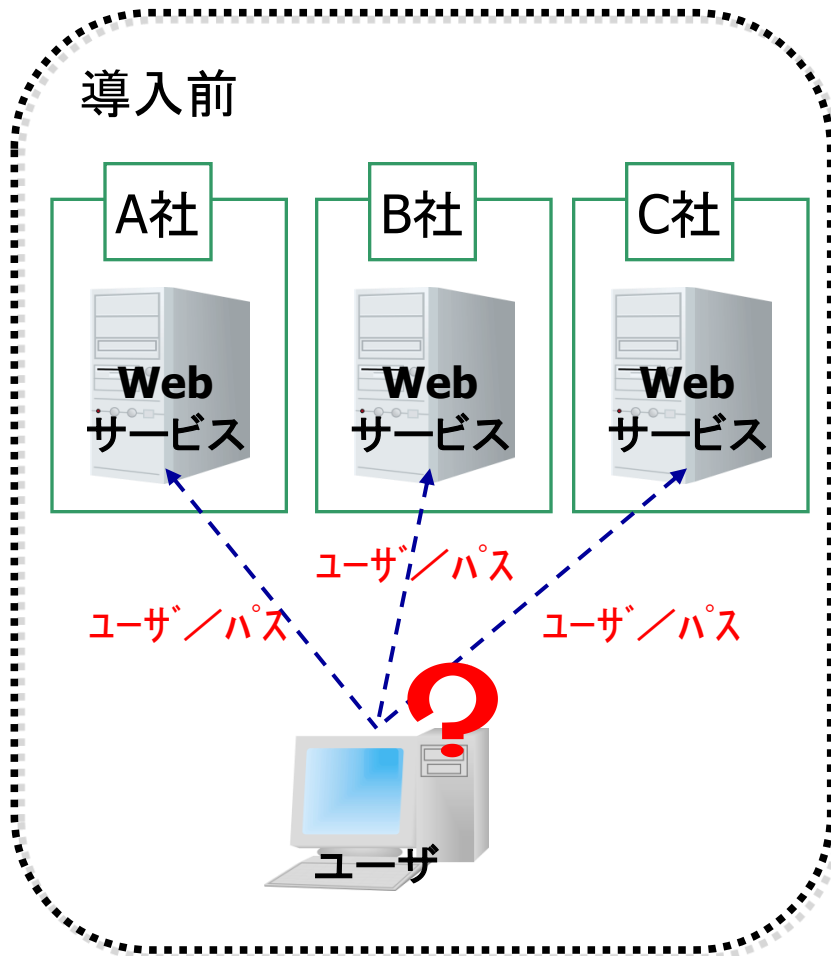 導入前
A社
B社
C社
Web
サービス
Web
サービス
Web
サービス
ﾕｰｻﾞ／ﾊﾟｽ
ﾕｰｻﾞ／ﾊﾟｽ
ﾕｰｻﾞ／ﾊﾟｽ
?
ユーザ